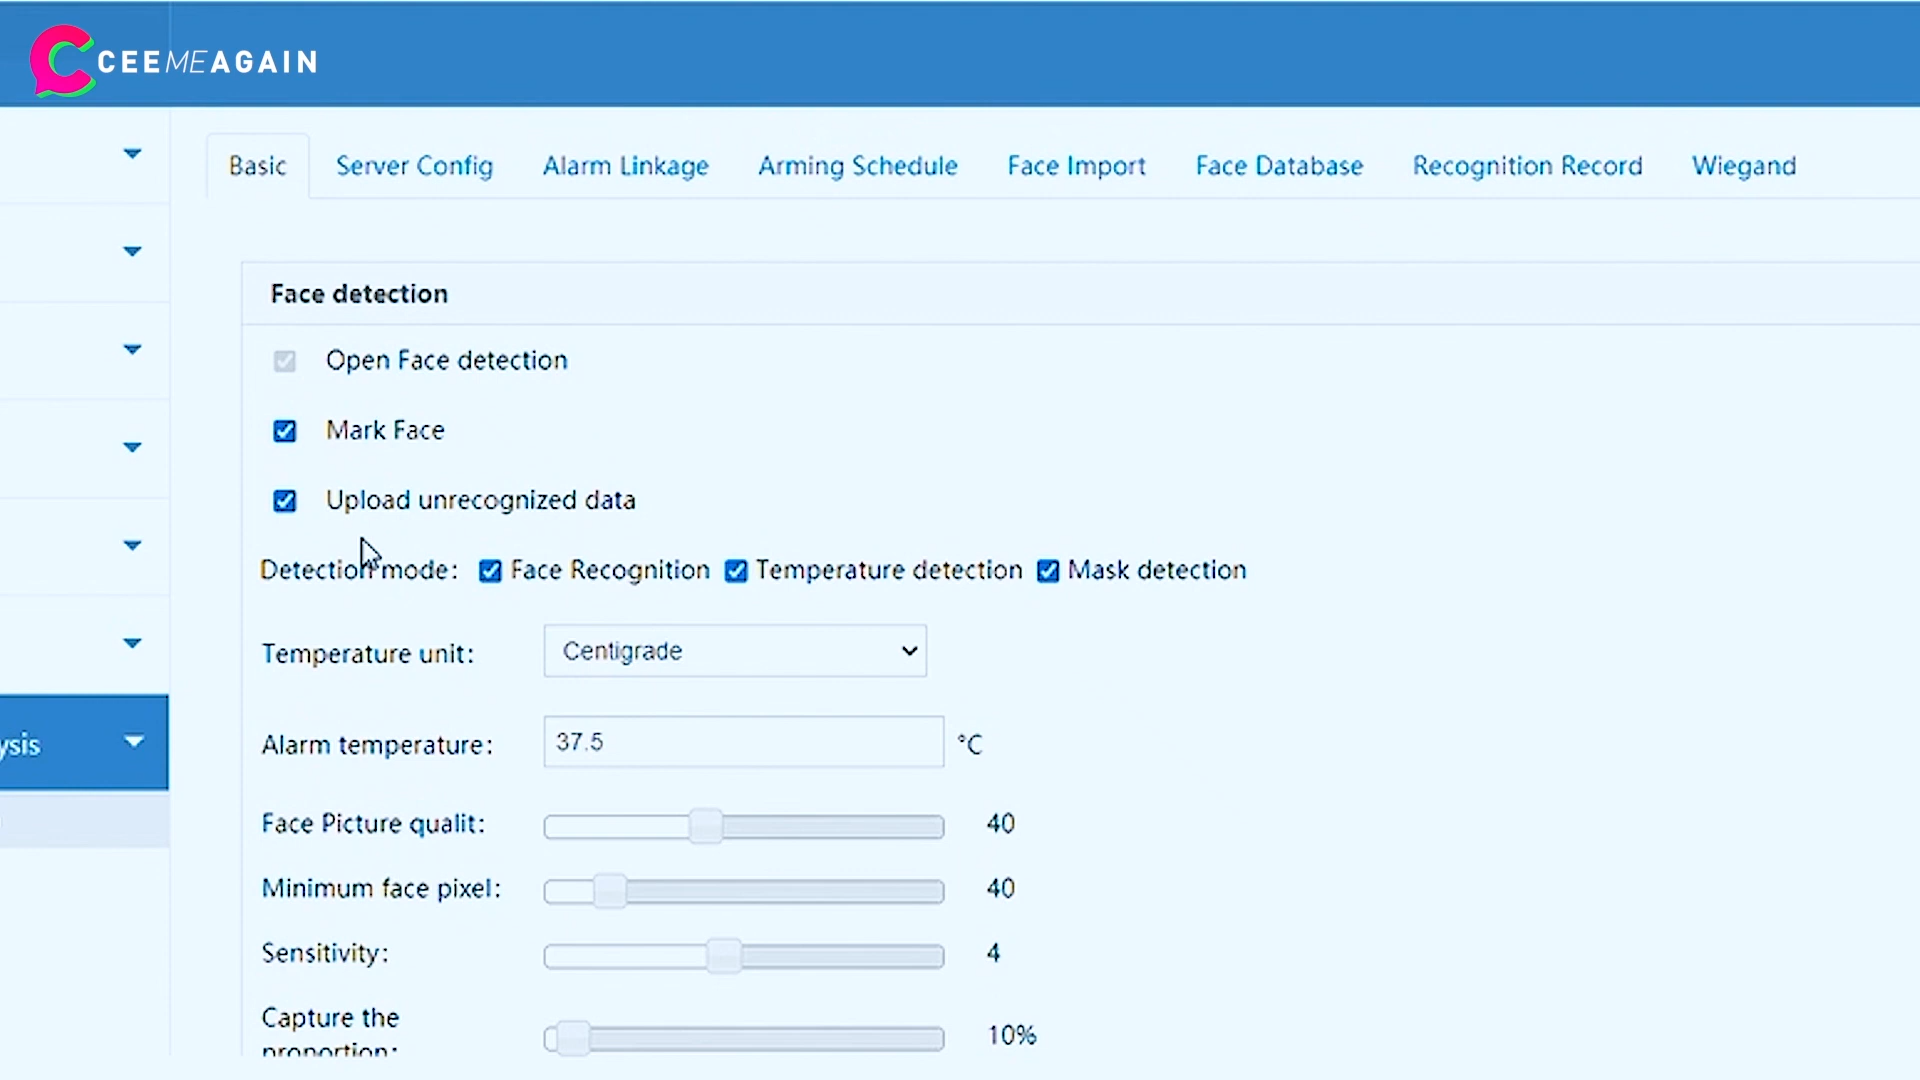 CEEMEAGAIN
Basic Server Config Alarm Linkage Arming Schedule Face Import Face Database Recognition Record Wiegand
Face detection
Open Face detection
Mark Face
Upload unrecognized data
Detection mode: Face Recognition Temperature detection Mask detection
Temperature unit: Centigrade
ysis
Alarm temperature: 37.5 °C
Face Picture qualit: 40
Minimum face pixel: 40
Sensitivity: 4
Capture the
proportion: 10%